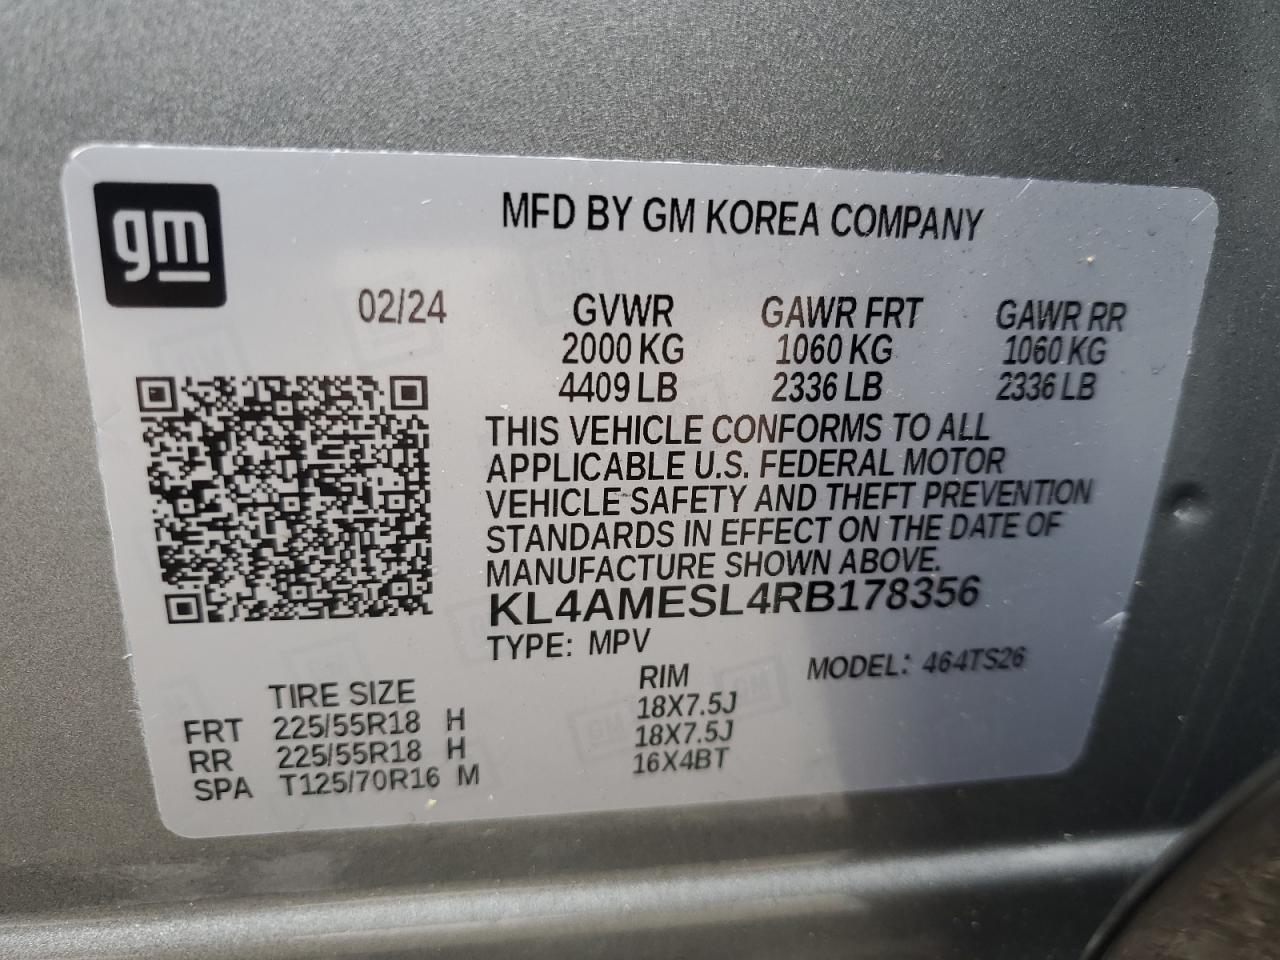 gm
MFD BY GM KOREA COMPANY
02/24 GVWR GAWR FRT GAWR RR
2000 KG 1060 KG 1060 KG
4409 LB 2336 LB 2336 LB
THIS VEHICLE CONFORMS TO ALL
APPLICABLE U.S. FEDERAL MOTOR
VEHICLE SAFETY AND THEFT PREVENTION
STANDARDS IN EFFECT ON THE DATE OF
MANUFACTURE SHOWN ABOVE.
KL4AMESL4RB178356
TYPE: MPV MODEL: 464TS26
TIRE SIZE RIM
FRT 225/55R18 H 18X7.5J
RR 225/55R18 H 18X7.5J
SPA T125/70R16 M 16X4BT